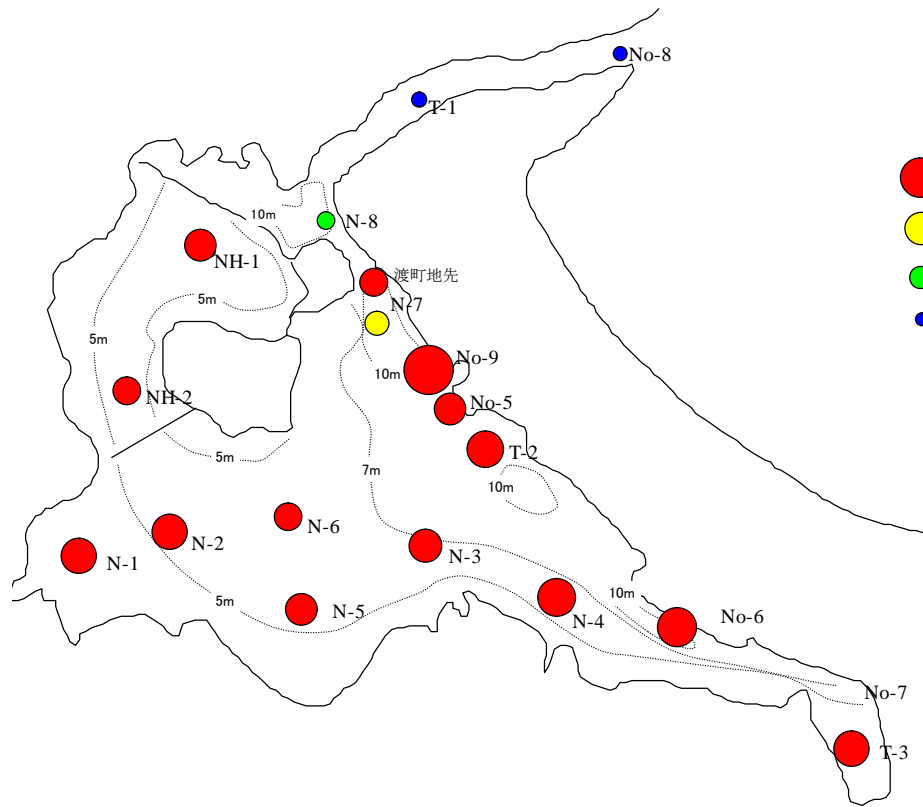 No-8
T-1
10m
N-8
NH-1
渡町地先
5m
N-7
5m
No-9
10m
NH-2
No-5
5m
T-2
7m
10m
N-6
N-2
N-3
N-1
10m
5m
N-5
N-4
No-6
No-7
T-3